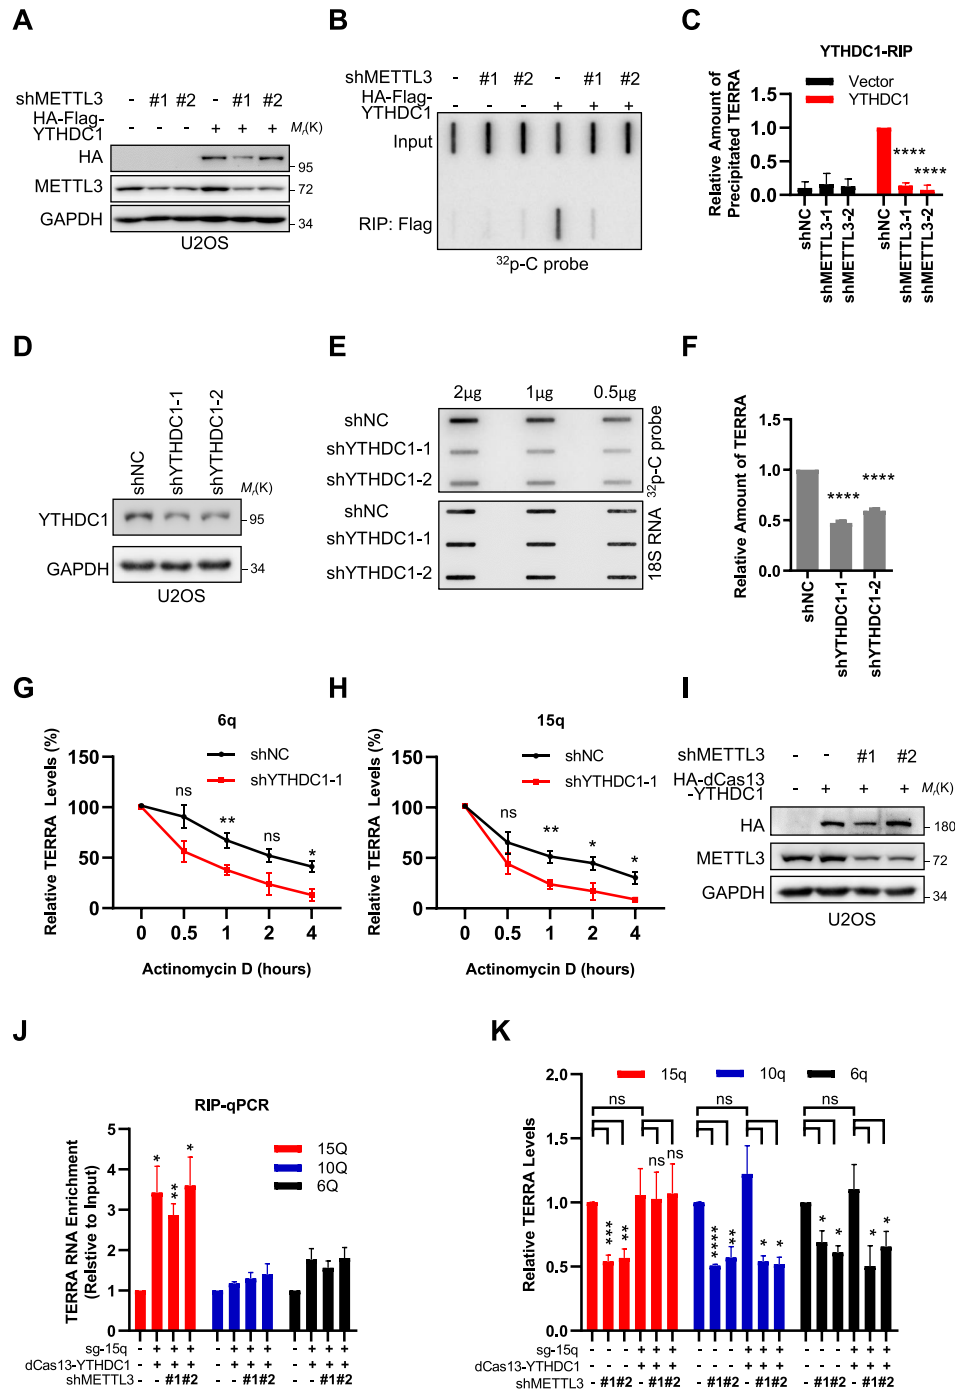 A
shMETTL3 - #1 #2 - #1 #2
HA-Flag-
YTHDC1 - - - + + + Mr(K)
HA 95
METTL3 72
GAPDH 34
U2OS
B
shMETTL3 - #1 #2 - #1 #2
HA-Flag-
YTHDC1 - - - + + +
Input
RIP: Flag
32p-C probe
C
YTHDC1-RIP
Vector
YTHDC1
Relative Amount of
Precipitated TERRA
1.5
1.0
0.5
0.0
****
****
shNC
shMETTL3-1
shMETTL3-2
shNC
shMETTL3-1
shMETTL3-2
D
shNC
shYTHDC1-1
shYTHDC1-2
Mr(K)
YTHDC1 95
GAPDH 34
U2OS
E
2μg 1μg 0.5μg
shNC
shYTHDC1-1
shYTHDC1-2
32p-C probe
shNC
shYTHDC1-1
shYTHDC1-2
18S RNA
F
Relative Amount of TERRA
1.5
1.0
0.5
0.0
****
****
shNC
shYTHDC1-1
shYTHDC1-2
G
6q
shNC
shYTHDC1-1
Relative TERRA Levels (%)
150
100
50
0
ns
**
ns
*
0 0.5 1 2 4
Actinomycin D (hours)
H
15q
shNC
shYTHDC1-1
Relative TERRA Levels (%)
150
100
50
0
ns
**
*
*
0 0.5 1 2 4
Actinomycin D (hours)
I
shMETTL3 - - #1 #2
HA-dCas13
-YTHDC1 - + + + Mr(K)
HA 180
METTL3 72
GAPDH 34
U2OS
J
RIP-qPCR
15Q
10Q
6Q
TERRA RNA Enrichment
(Relstive to Input)
5
4
3
2
1
0
*
**
*
sg-15q - + + + - + + + - + + +
dCas13-YTHDC1 - + + + - + + + - + + +
shMETTL3 - - #1 #2 - - #1 #2 - - #1 #2
K
15q 10q 6q
Relative TERRA Levels
2.0
1.5
1.0
0.5
0.0
ns ns ns
*** ** ns ns
**** ** * *
* * * *
sg-15q - - - + + + - - - + + + - - - + + +
dCas13-YTHDC1 - - - + + + - - - + + + - - - + + +
shMETTL3 - #1 #2 - #1 #2 - #1 #2 - #1 #2 - #1 #2 - #1 #2